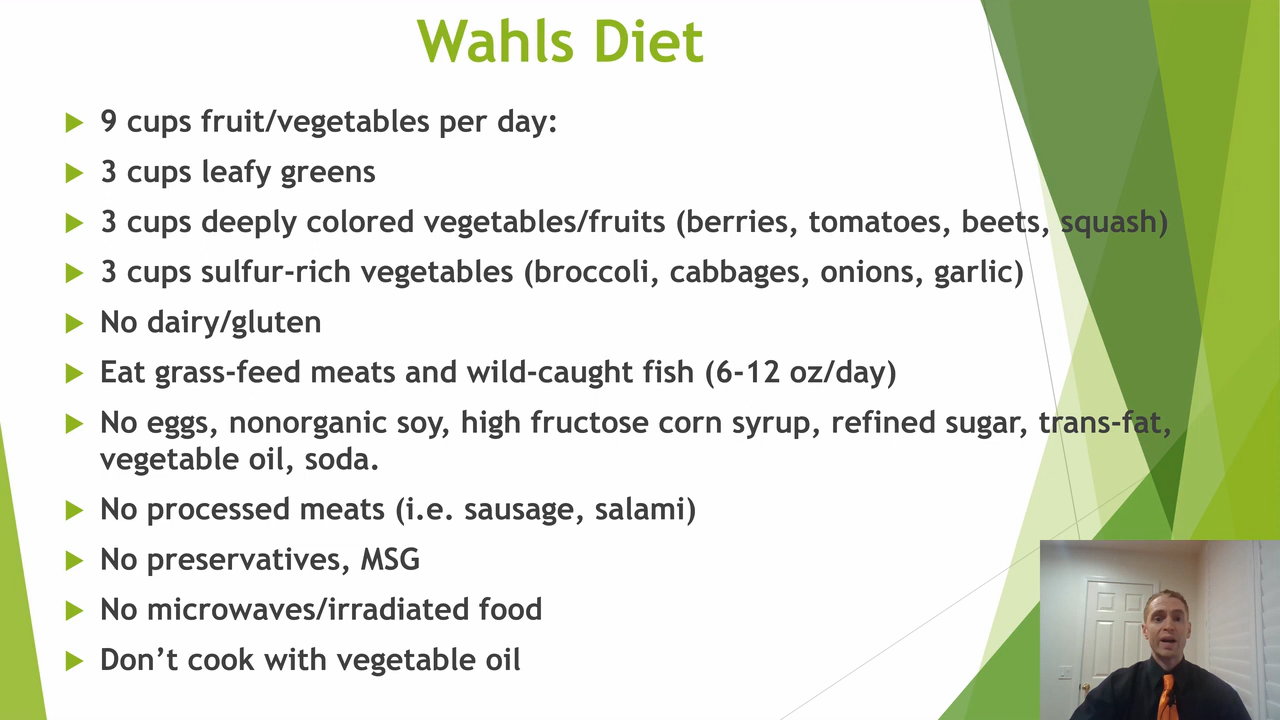 Wahls Diet
9 cups fruit/vegetables per day:
3 cups leafy greens
3 cups deeply colored vegetables/fruits (berries, tomatoes, beets, squash)
3 cups sulfur-rich vegetables (broccoli, cabbages, onions, garlic)
No dairy/gluten
Eat grass-feed meats and wild-caught fish (6-12 oz/day)
No eggs, nonorganic soy, high fructose corn syrup, refined sugar, trans-fat,
vegetable oil, soda.
No processed meats (i.e. sausage, salami)
No preservatives, MSG
No microwaves/irradiated food
Don’t cook with vegetable oil